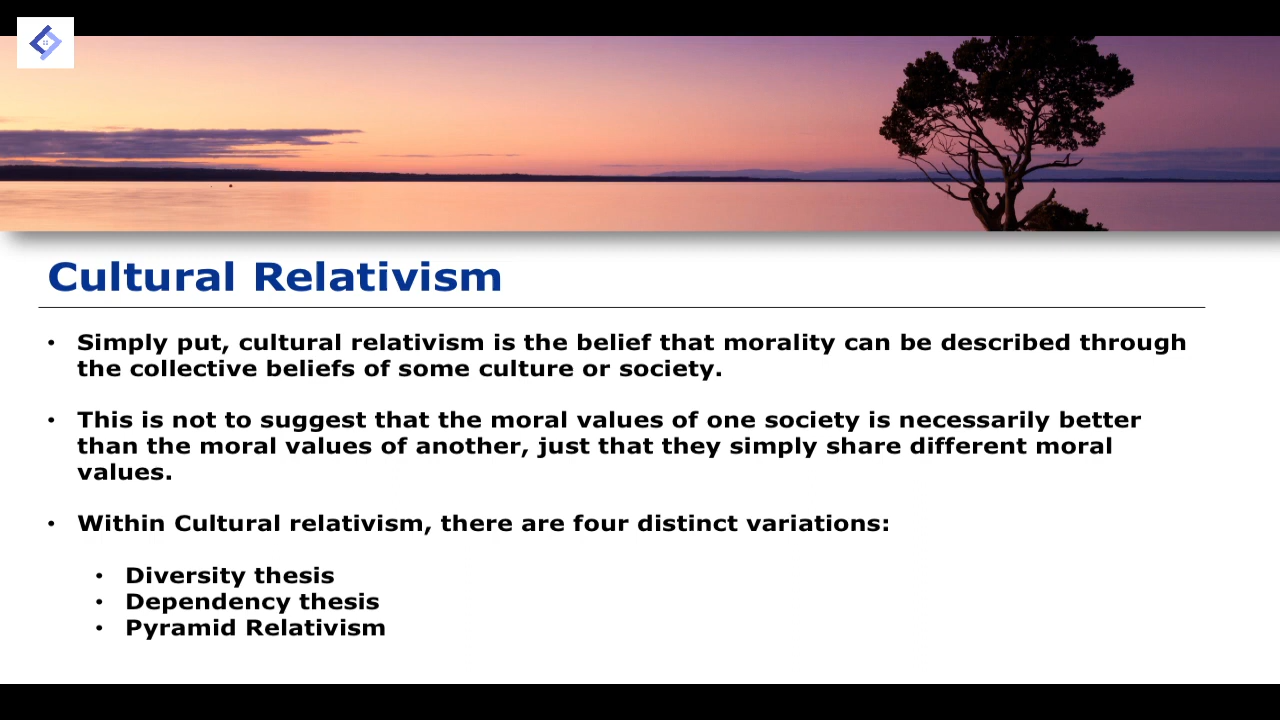 Cultural Relativism
• Simply put, cultural relativism is the belief that morality can be described through
the collective beliefs of some culture or society.
• This is not to suggest that the moral values of one society is necessarily better
than the moral values of another, just that they simply share different moral
values.
• Within Cultural relativism, there are four distinct variations:
• Diversity thesis
• Dependency thesis
• Pyramid Relativism